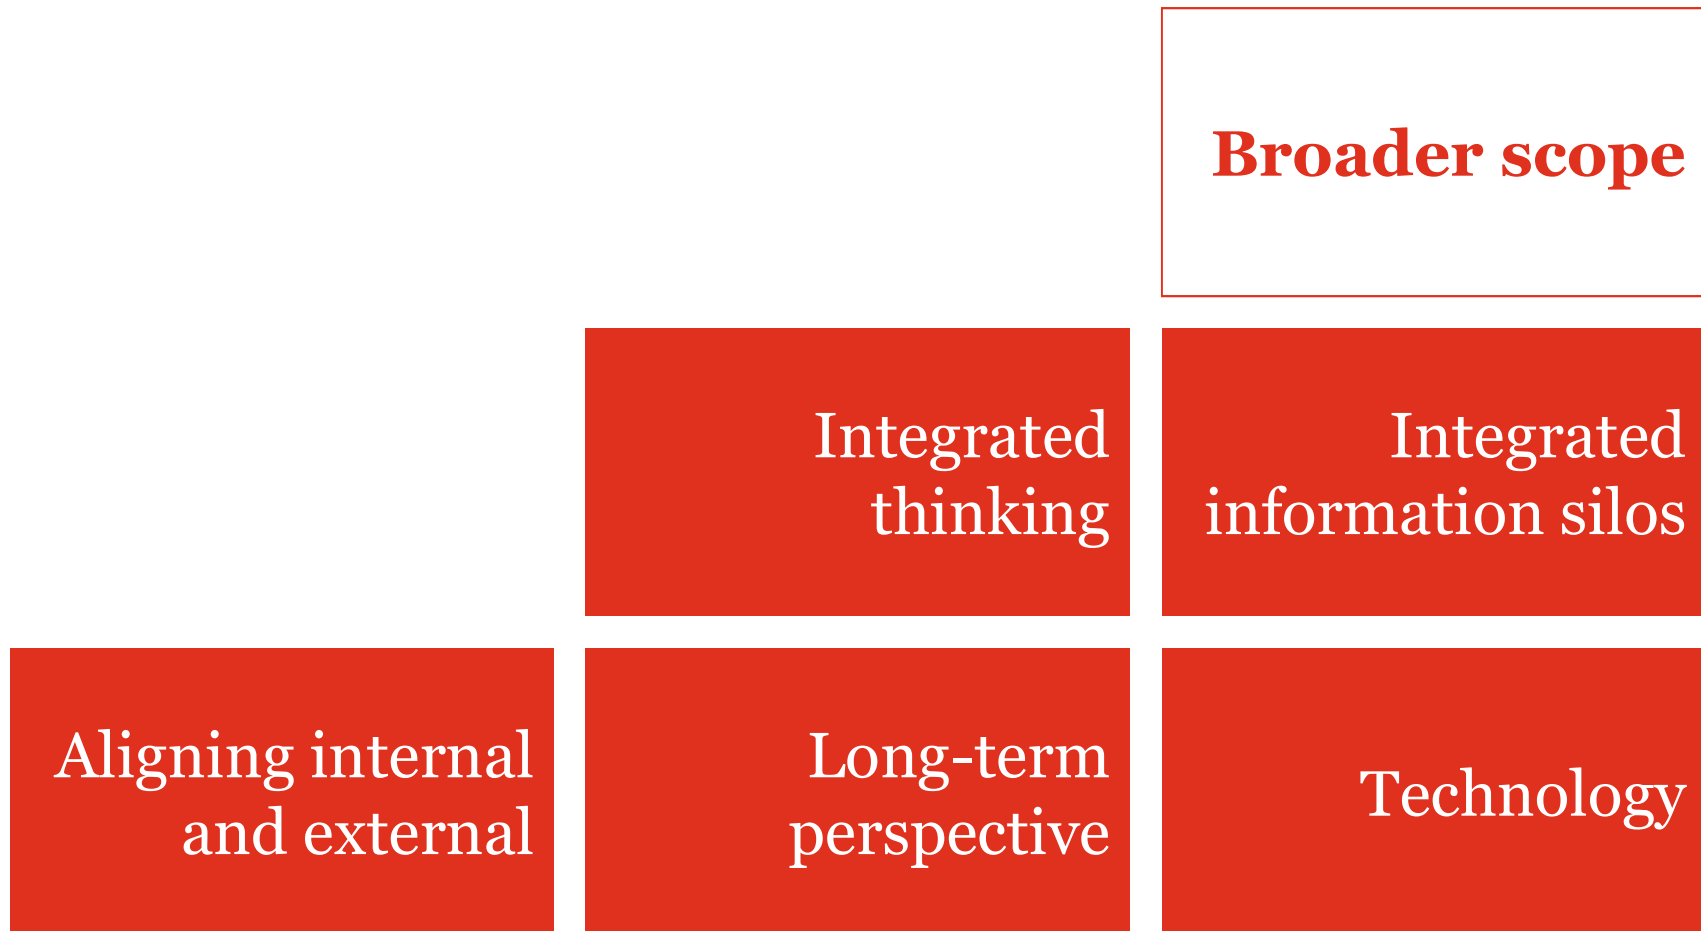 Broader scope
Integrated
thinking
Integrated
information silos
Aligning internal
and external
Long-term
perspective
Technology